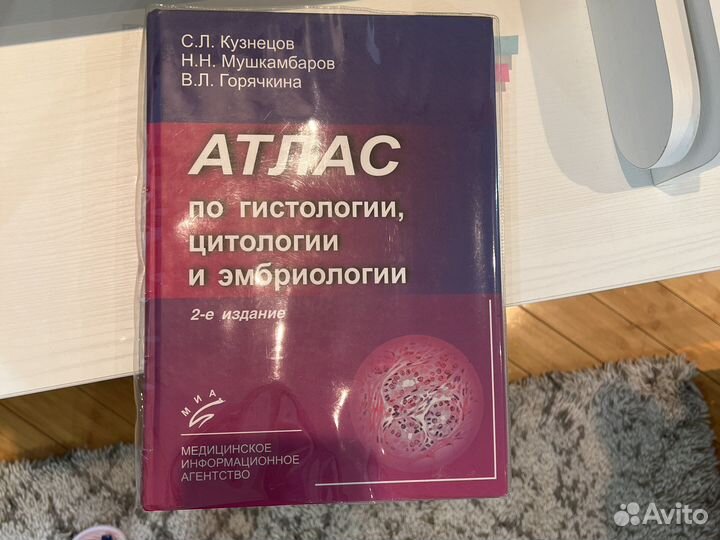 С.Л. Кузнецов
Н.Н. Мушкамбаров
В.Л. Горячкина
АТЛАС
по гистологии,
цитологии
и эмбриологии
2-е издание
МИА
МЕДИЦИНСКОЕ
ИНФОРМАЦИОННОЕ
АГЕНТСТВО
Avito